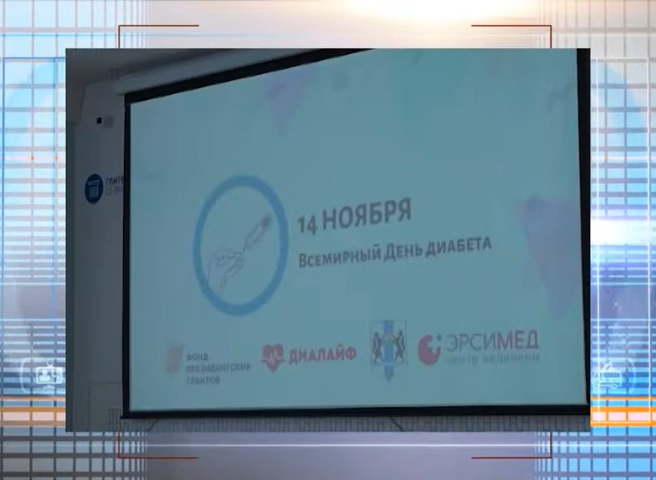 14 НОЯБРЯ
ВСЕМИРНЫЙ ДЕНЬ ДИАБЕТА
ФОНД
ПРЕЗИДЕНТСКИХ
ГРАНТОВ
ДИАЛАЙФ
ЭРСИМЕД
центр медицины